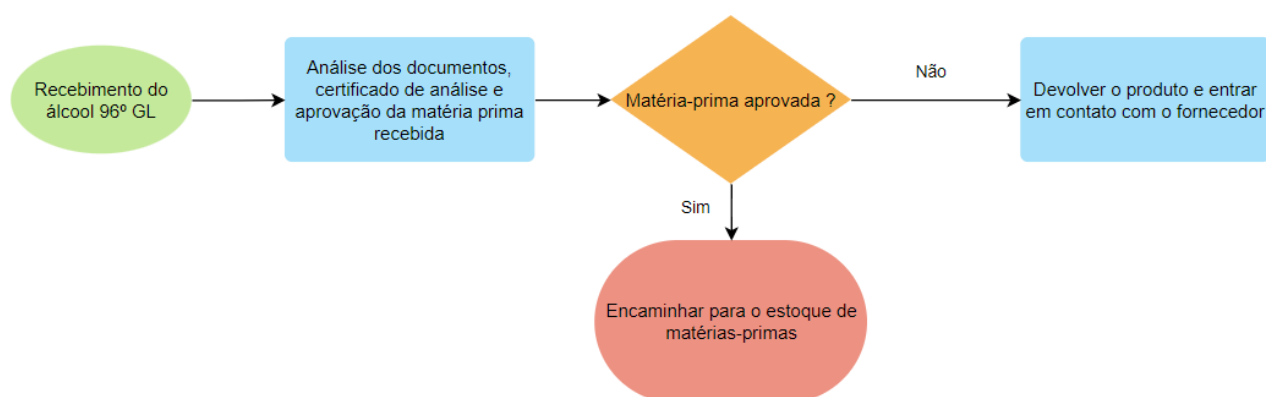 Recebimento do
álcool 96º GL
Análise dos documentos,
certificado de análise e
aprovação da matéria prima
recebida
Matéria-prima aprovada ?
Não
Devolver o produto e entrar
em contato com o fornecedor
Sim
Encaminhar para o estoque de
matérias-primas